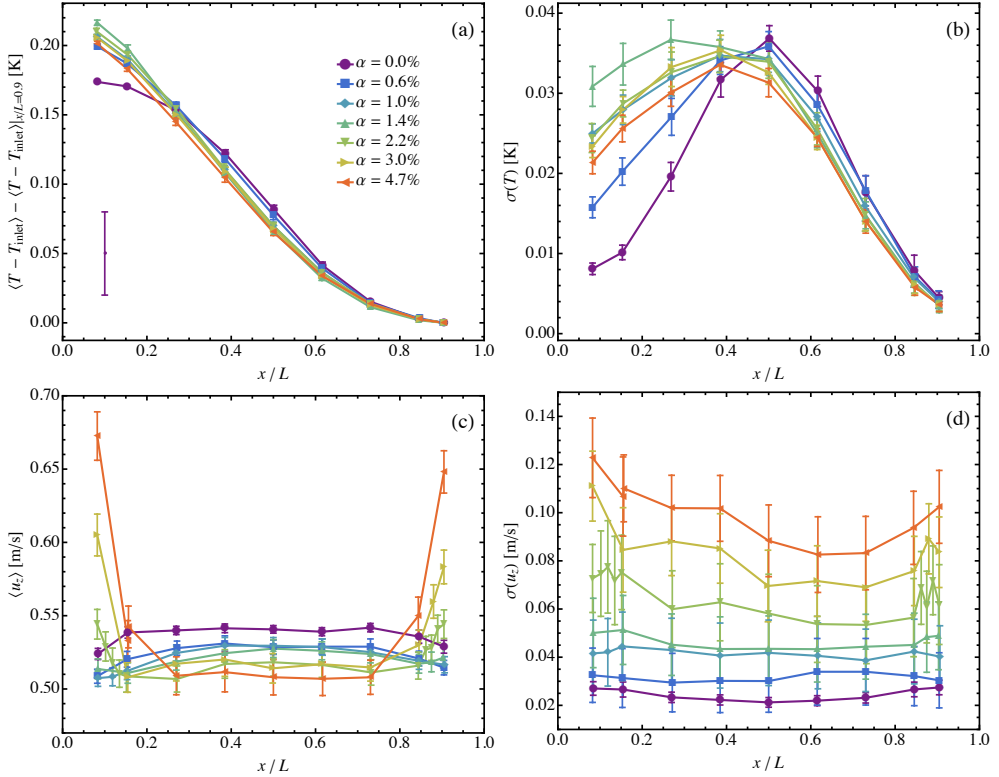 (a)
⟨T − T_inlet⟩ − ⟨T − T_inlet⟩|_{x/L=0.9} [K]
0.20
0.15
0.10
0.05
0.00
α = 0.0%
α = 0.6%
α = 1.0%
α = 1.4%
α = 2.2%
α = 3.0%
α = 4.7%
0.0 0.2 0.4 0.6 0.8 1.0
x / L
(b)
σ(T) [K]
0.04
0.03
0.02
0.01
0.00
0.0 0.2 0.4 0.6 0.8 1.0
x / L
(c)
⟨u_z⟩ [m/s]
0.70
0.65
0.60
0.55
0.50
0.0 0.2 0.4 0.6 0.8 1.0
x / L
(d)
σ(u_z) [m/s]
0.14
0.12
0.10
0.08
0.06
0.04
0.02
0.0 0.2 0.4 0.6 0.8 1.0
x / L